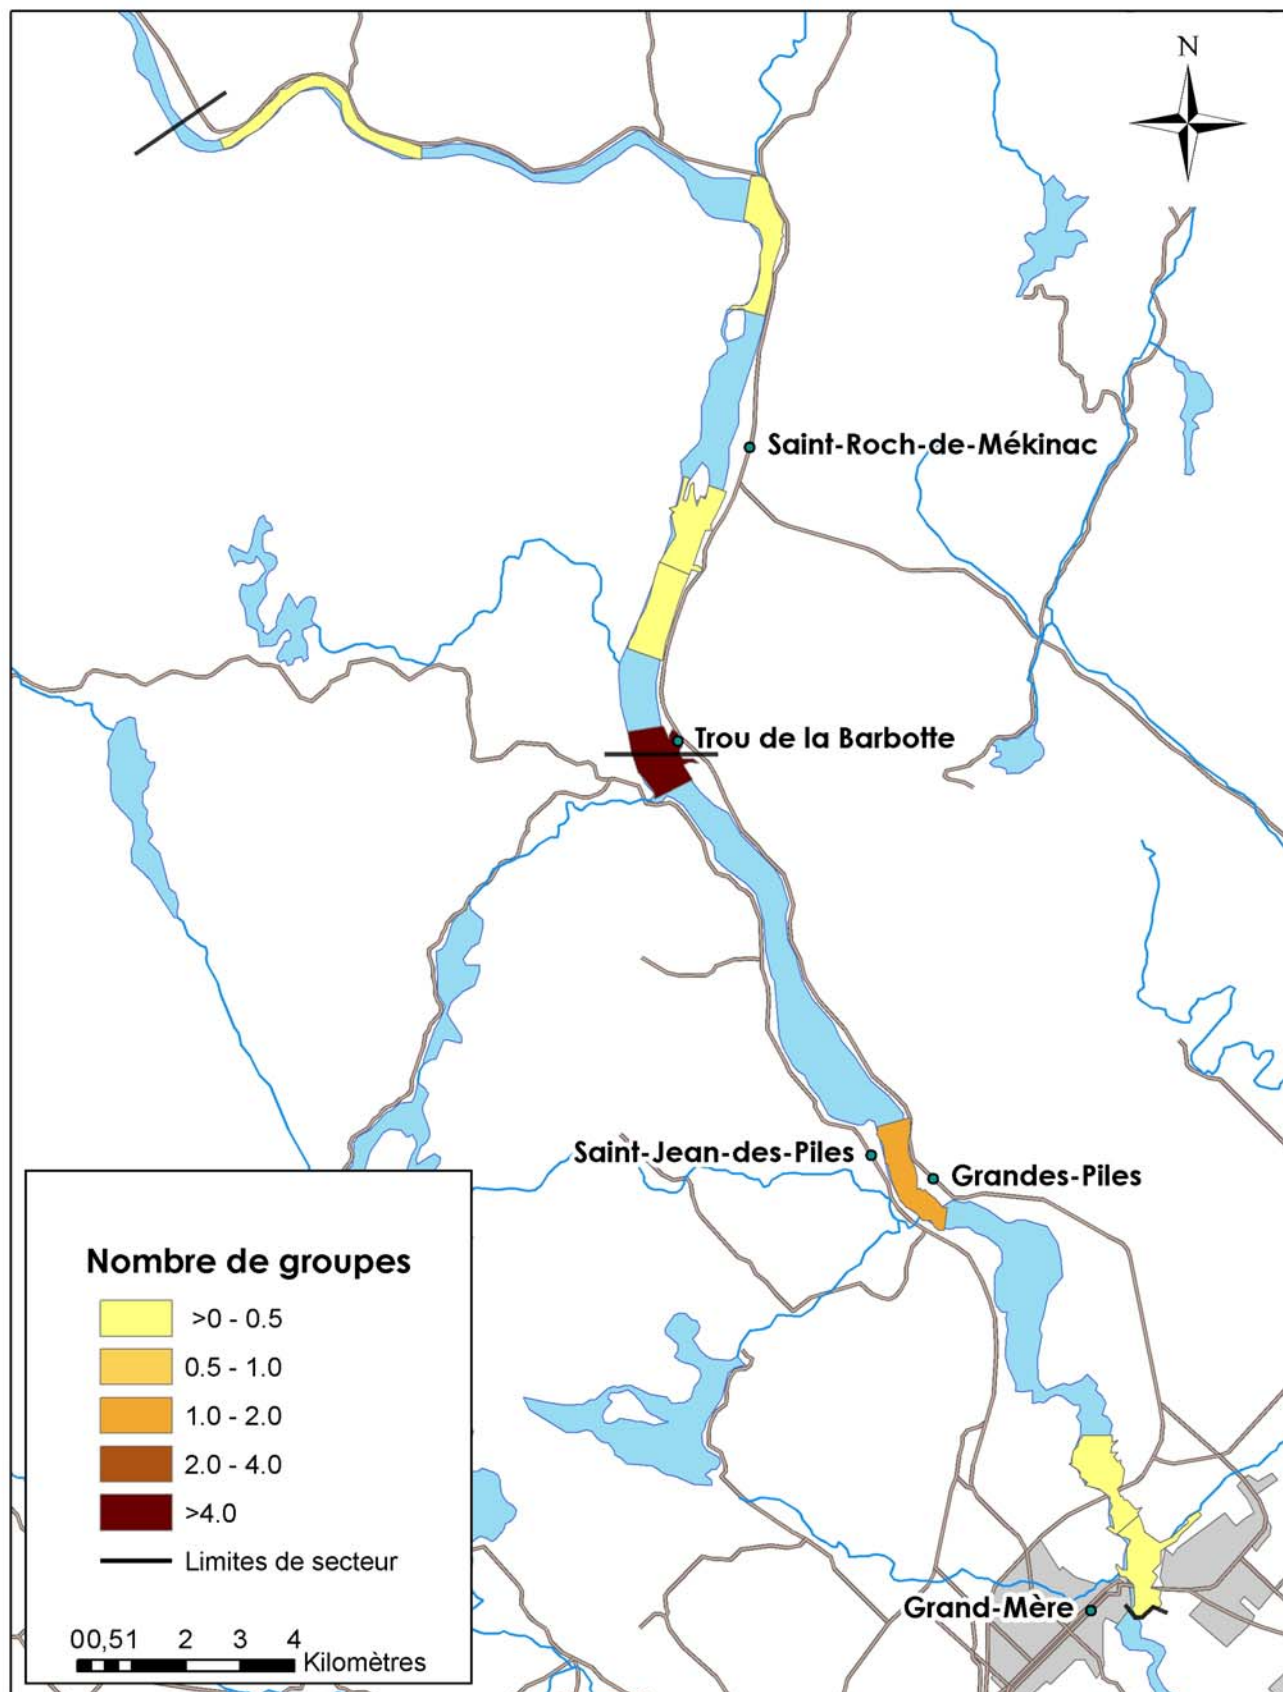 N
Saint-Roch-de-Mékinac
Trou de la Barbotte
Saint-Jean-des-Piles
Grandes-Piles
Grand-Mère
Nombre de groupes
>0 - 0.5
0.5 - 1.0
1.0 - 2.0
2.0 - 4.0
>4.0
Limites de secteur
00,51 2 3 4
Kilomètres